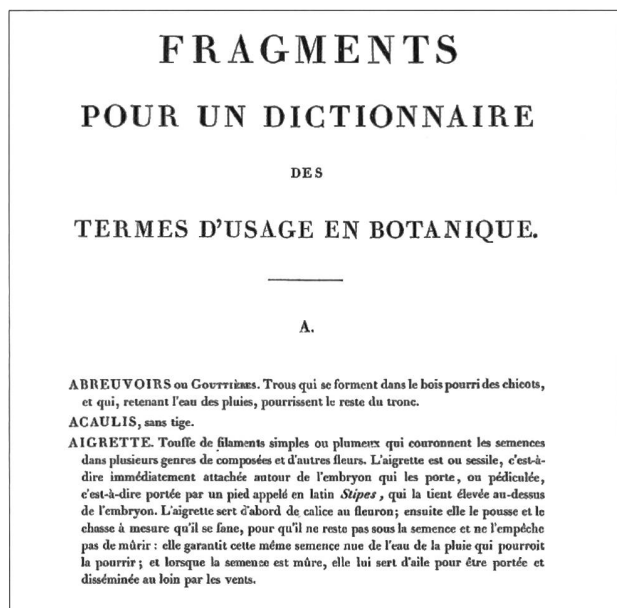 FRAGMENTS
POUR UN DICTIONNAIRE
DES
TERMES D'USAGE EN BOTANIQUE.
A.
ABREUVOIRS ou GOUTTIÈRES. Trous qui se forment dans le bois pourri des chicots,
et qui, retenant l'eau des pluies, pourrissent le reste du tronc.
ACAULIS, sans tige.
AIGRETTE. Touffe de filaments simples ou plumeux qui couronnent les semences
dans plusieurs genres de composées et d'autres fleurs. L'aigrette est ou sessile, c'est-à-
dire immédiatement attachée autour de l'embryon qui les porte, ou pédiculée,
c'est-à-dire portée par un pied appelé en latin Stipes, qui la tient élevée au-dessus
de l'embryon. L'aigrette sert d'abord de calice au fleuron; ensuite elle le pousse et le
chasse à mesure qu'il se fane, pour qu'il ne reste pas sous la semence et ne l'empêche
pas de mûrir : elle garantit cette même semence nue de l'eau de la pluie qui pourroit
la pourrir; et lorsque la semence est mûre, elle lui sert d'aile pour être portée et
disséminée au loin par les vents.